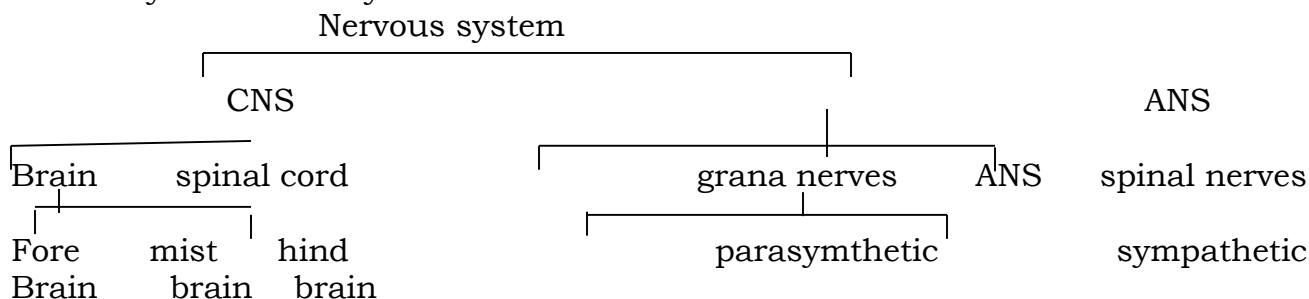 Nervous system
CNS ANS
Brain spinal cord grana nerves ANS spinal nerves
Fore mist hind parasymthetic sympathetic
Brain brain brain